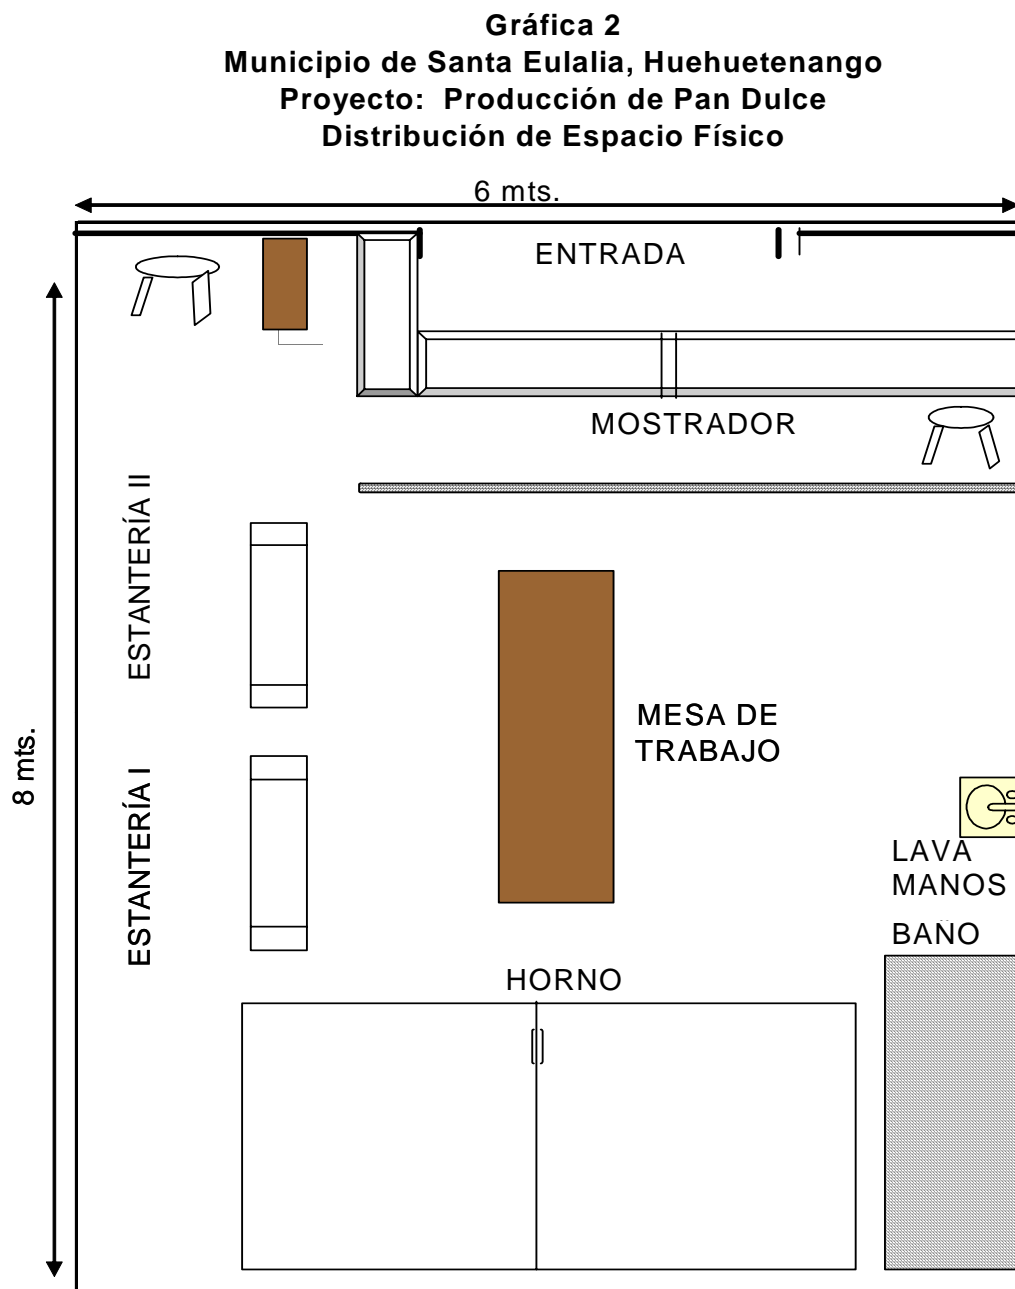 Gráfica 2
Municipio de Santa Eulalia, Huehuetenango
Proyecto: Producción de Pan Dulce
Distribución de Espacio Físico
6 mts.
ENTRADA
MOSTRADOR
ESTANTERÍA II
MESA DE
TRABAJO
8 mts.
ESTANTERÍA I
LAVA
MANOS
BAÑO
HORNO